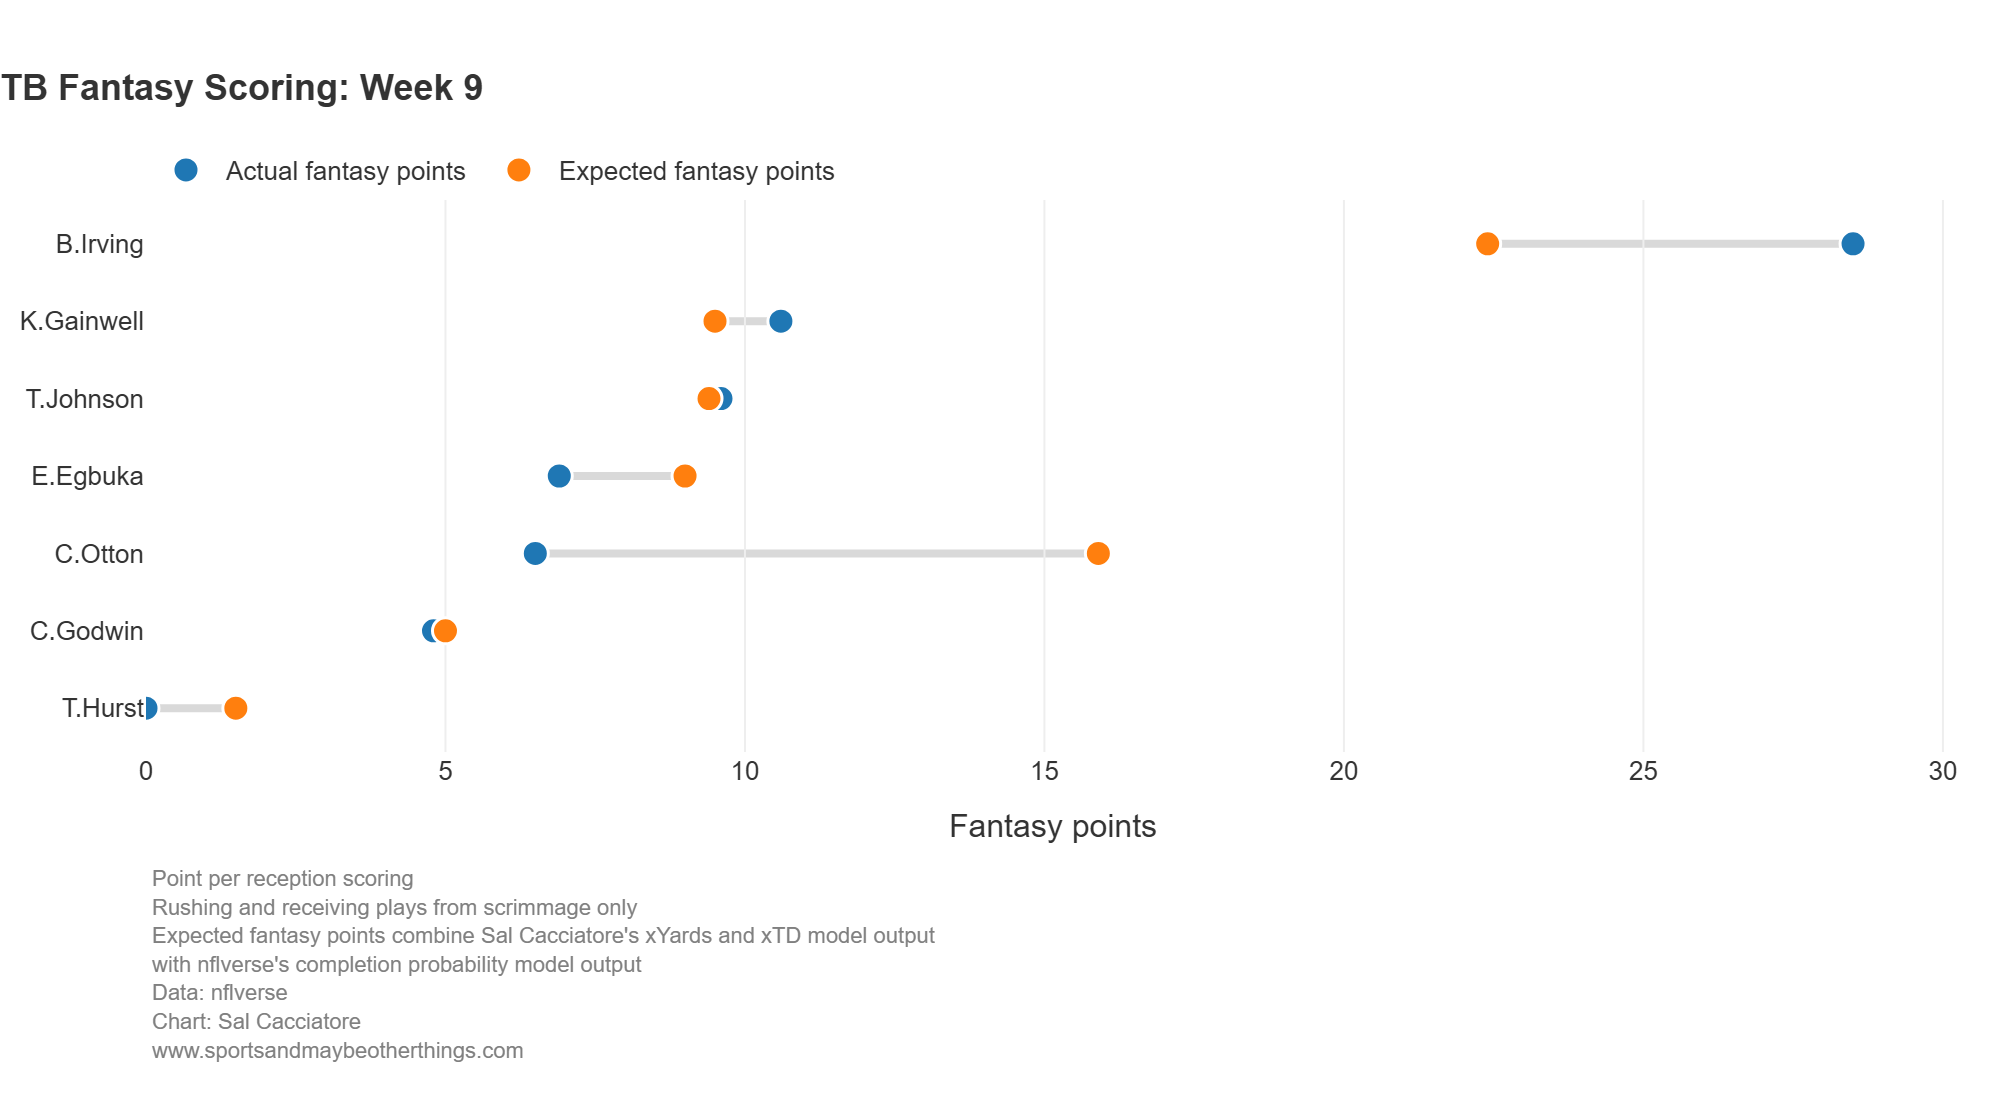 TB Fantasy Scoring: Week 9
Actual fantasy points Expected fantasy points
B.Irving
K.Gainwell
T.Johnson
E.Egbuka
C.Otton
C.Godwin
T.Hurst
0 5 10 15 20 25 30
Fantasy points
Point per reception scoring
Rushing and receiving plays from scrimmage only
Expected fantasy points combine Sal Cacciatore's xYards and xTD model output
with nflverse's completion probability model output
Data: nflverse
Chart: Sal Cacciatore
www.sportsandmaybeotherthings.com